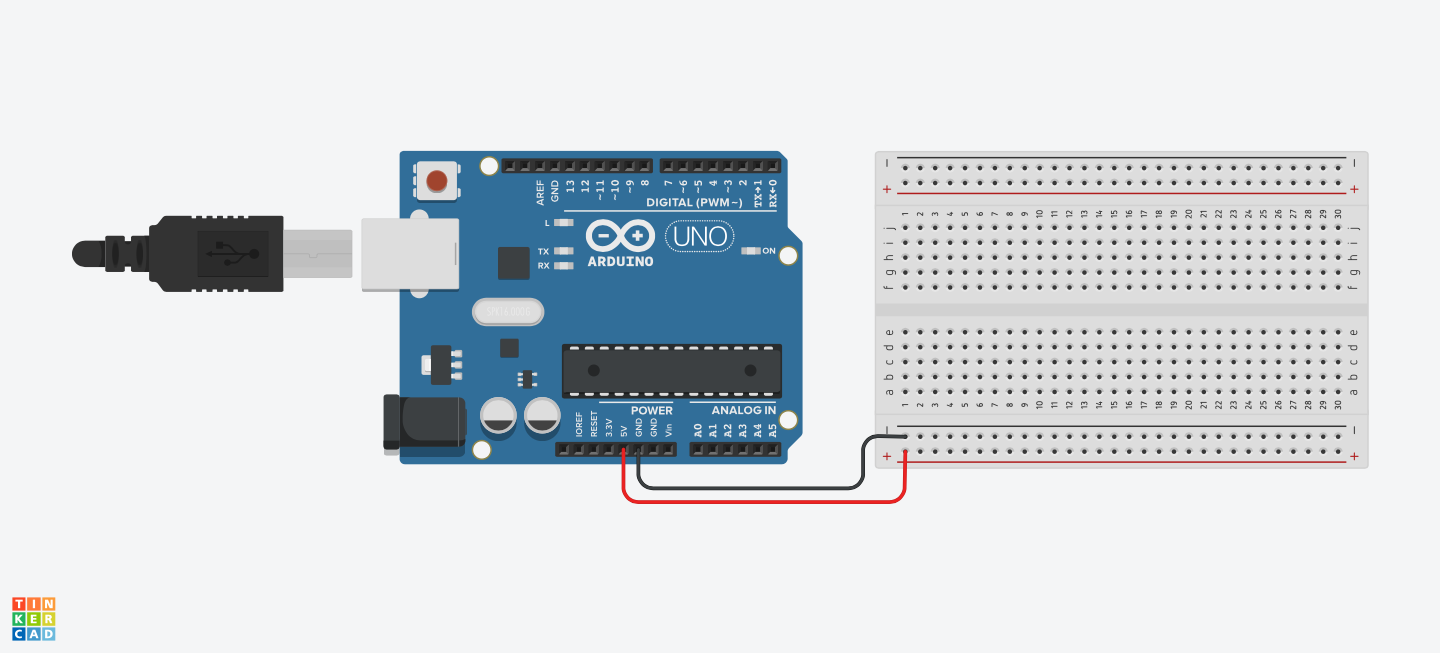 AREF
GND
13
12
~11
~10
~9
8
7
~6
~5
4
~3
2
TX→1
RX←0
DIGITAL (PWM~)
L
TX
RX
ARDUINO
UNO
ON
POWER
ANALOG IN
IOREF
RESET
3.3V
5V
GND
GND
Vin
A0
A1
A2
A3
A4
A5
− −
+ +
1 2 3 4 5 6 7 8 9 10 11 12 13 14 15 16 17 18 19 20 21 22 23 24 25 26 27 28 29 30
j j
i i
h h
g g
f f
e e
d d
c c
b b
a a
1 2 3 4 5 6 7 8 9 10 11 12 13 14 15 16 17 18 19 20 21 22 23 24 25 26 27 28 29 30
− −
+ +
TIN
KER
CAD